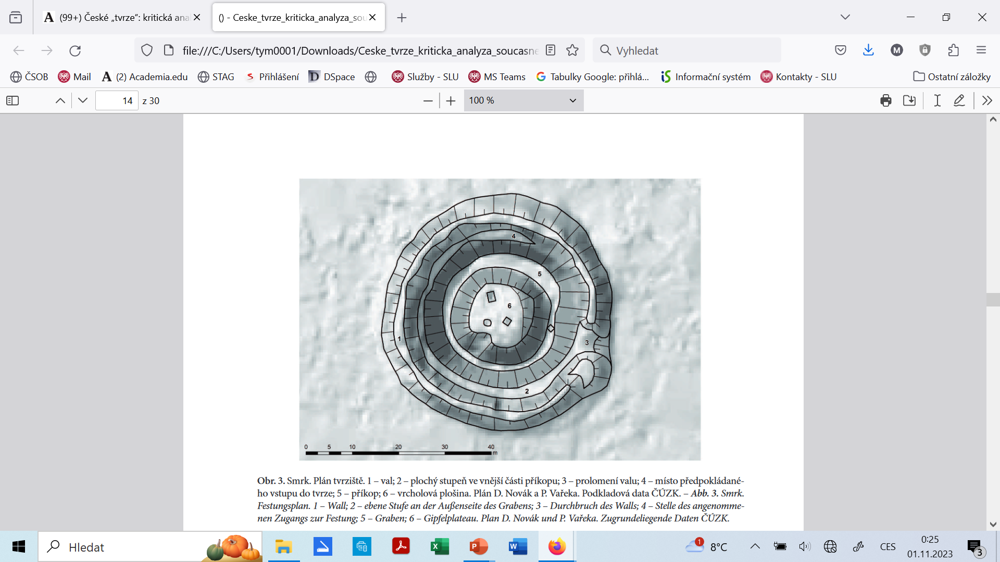 (99+) České „tvrze“: kritická ana
() - Ceske_tvrze_kriticka_analyza_sou
file:///C:/Users/tym0001/Downloads/Ceske_tvrze_kriticka_analyza_soucasne
Vyhledat
M
ČSOB
Mail
(2) Academia.edu
STAG
Přihlášení
DSpace
Služby - SLU
MS Teams
Tabulky Google: přihlá...
Informační systém
Kontakty - SLU
Ostatní záložky
14 z 30
100 %
4
5
6
1
3
2
0 5 10 20 30 40
m
Obr. 3. Smrk. Plán tvrziště. 1 – val; 2 – plochý stupeň ve vnější části příkopu; 3 – prolomení valu; 4 – místo předpokládané-
ho vstupu do tvrze; 5 – příkop; 6 – vrcholová plošina. Plán D. Novák a P. Vařeka. Podkladová data ČÚZK. – Abb. 3. Smrk.
Festungsplan. 1 – Wall; 2 – ebene Stufe an der Außenseite des Grabens; 3 – Durchbruch des Walls; 4 – Stelle des angenomme-
nen Zugangs zur Festung; 5 – Graben; 6 – Gipfelplateau. Plan D. Novák und P. Vařeka. Zugrundeliegende Daten ČÚZK.
Hledat
1
8°C
CES
0:25
01.11.2023
3